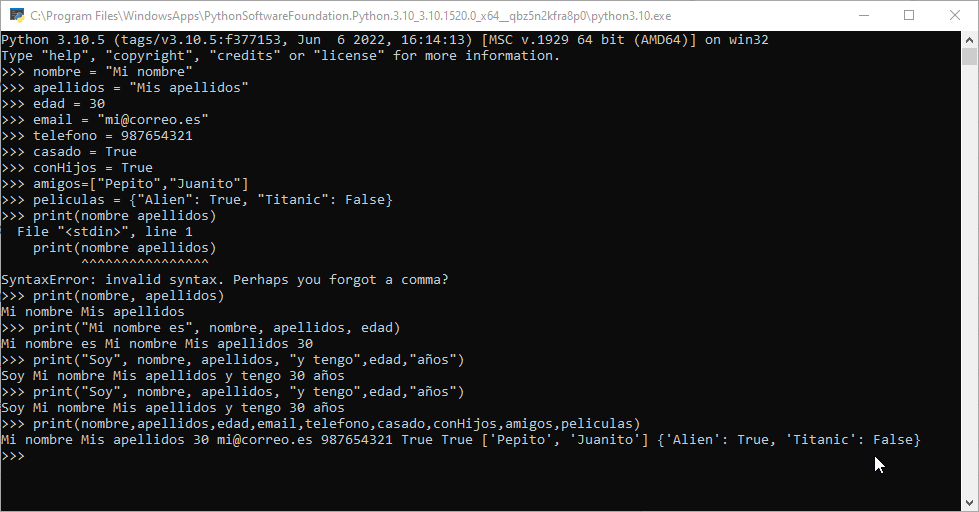 C:\Program Files\WindowsApps\PythonSoftwareFoundation.Python.3.10_3.10.1520.0_x64__qbz5n2kfra8p0\python3.10.exe
Python 3.10.5 (tags/v3.10.5:f377153, Jun  6 2022, 16:14:13) [MSC v.1929 64 bit (AMD64)] on win32
Type "help", "copyright", "credits" or "license" for more information.
>>> nombre = "Mi nombre"
>>> apellidos = "Mis apellidos"
>>> edad = 30
>>> email = "mi@correo.es"
>>> telefono = 987654321
>>> casado = True
>>> conHijos = True
>>> amigos=["Pepito","Juanito"]
>>> peliculas = {"Alien": True, "Titanic": False}
>>> print(nombre apellidos)
  File "<stdin>", line 1
    print(nombre apellidos)
          ^^^^^^^^^^^^^^^^
SyntaxError: invalid syntax. Perhaps you forgot a comma?
>>> print(nombre, apellidos)
Mi nombre Mis apellidos
>>> print("Mi nombre es", nombre, apellidos, edad)
Mi nombre es Mi nombre Mis apellidos 30
>>> print("Soy", nombre, apellidos, "y tengo",edad,"años")
Soy Mi nombre Mis apellidos y tengo 30 años
>>> print("Soy", nombre, apellidos, "y tengo",edad,"años")
Soy Mi nombre Mis apellidos y tengo 30 años
>>> print(nombre,apellidos,edad,email,telefono,casado,conHijos,amigos,peliculas)
Mi nombre Mis apellidos 30 mi@correo.es 987654321 True True ['Pepito', 'Juanito'] {'Alien': True, 'Titanic': False}
>>>